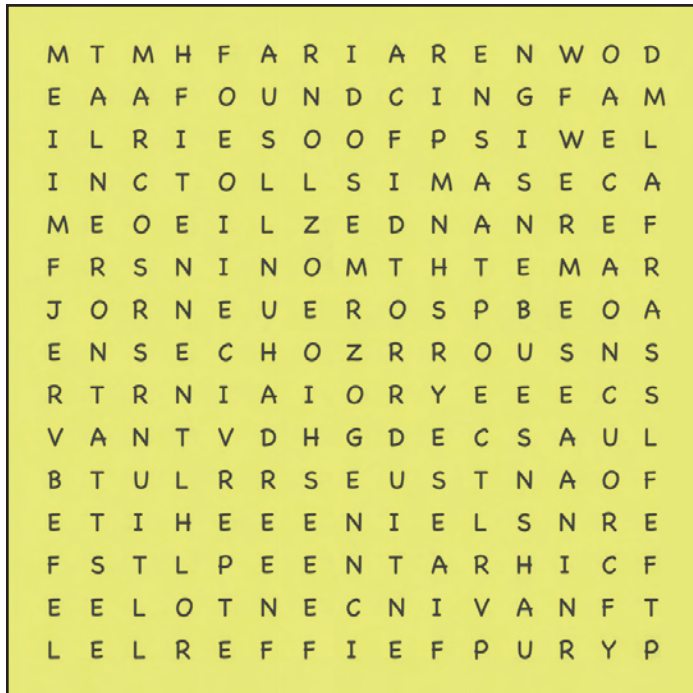 M T M H F A R I A R E N W O D
E A A F O U N D C I N G F A M
I L R I E S O O F P S I W E L
I N C T O L L S I M A S E C A
M E O E I L Z E D N A N R E F
F R S N I N O M T H T E M A R
J O R N E U E R O S P B E O A
E N S E C H O Z R R O U S N S
R T R N I A I O R Y E E E C S
V A N T V D H G D E C S A U L
B T U L R R S E U S T N A O F
E T I H E E E N I E L S N R E
F S T L P E E N T A R H I C F
E E L O T N E C N I V A N F T
L E L R E F F I E F P U R Y P